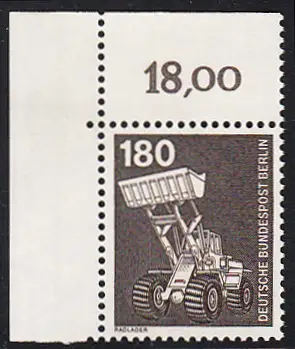 18,00
180
DEUTSCHE BUNDESPOST BERLIN
RADLADER